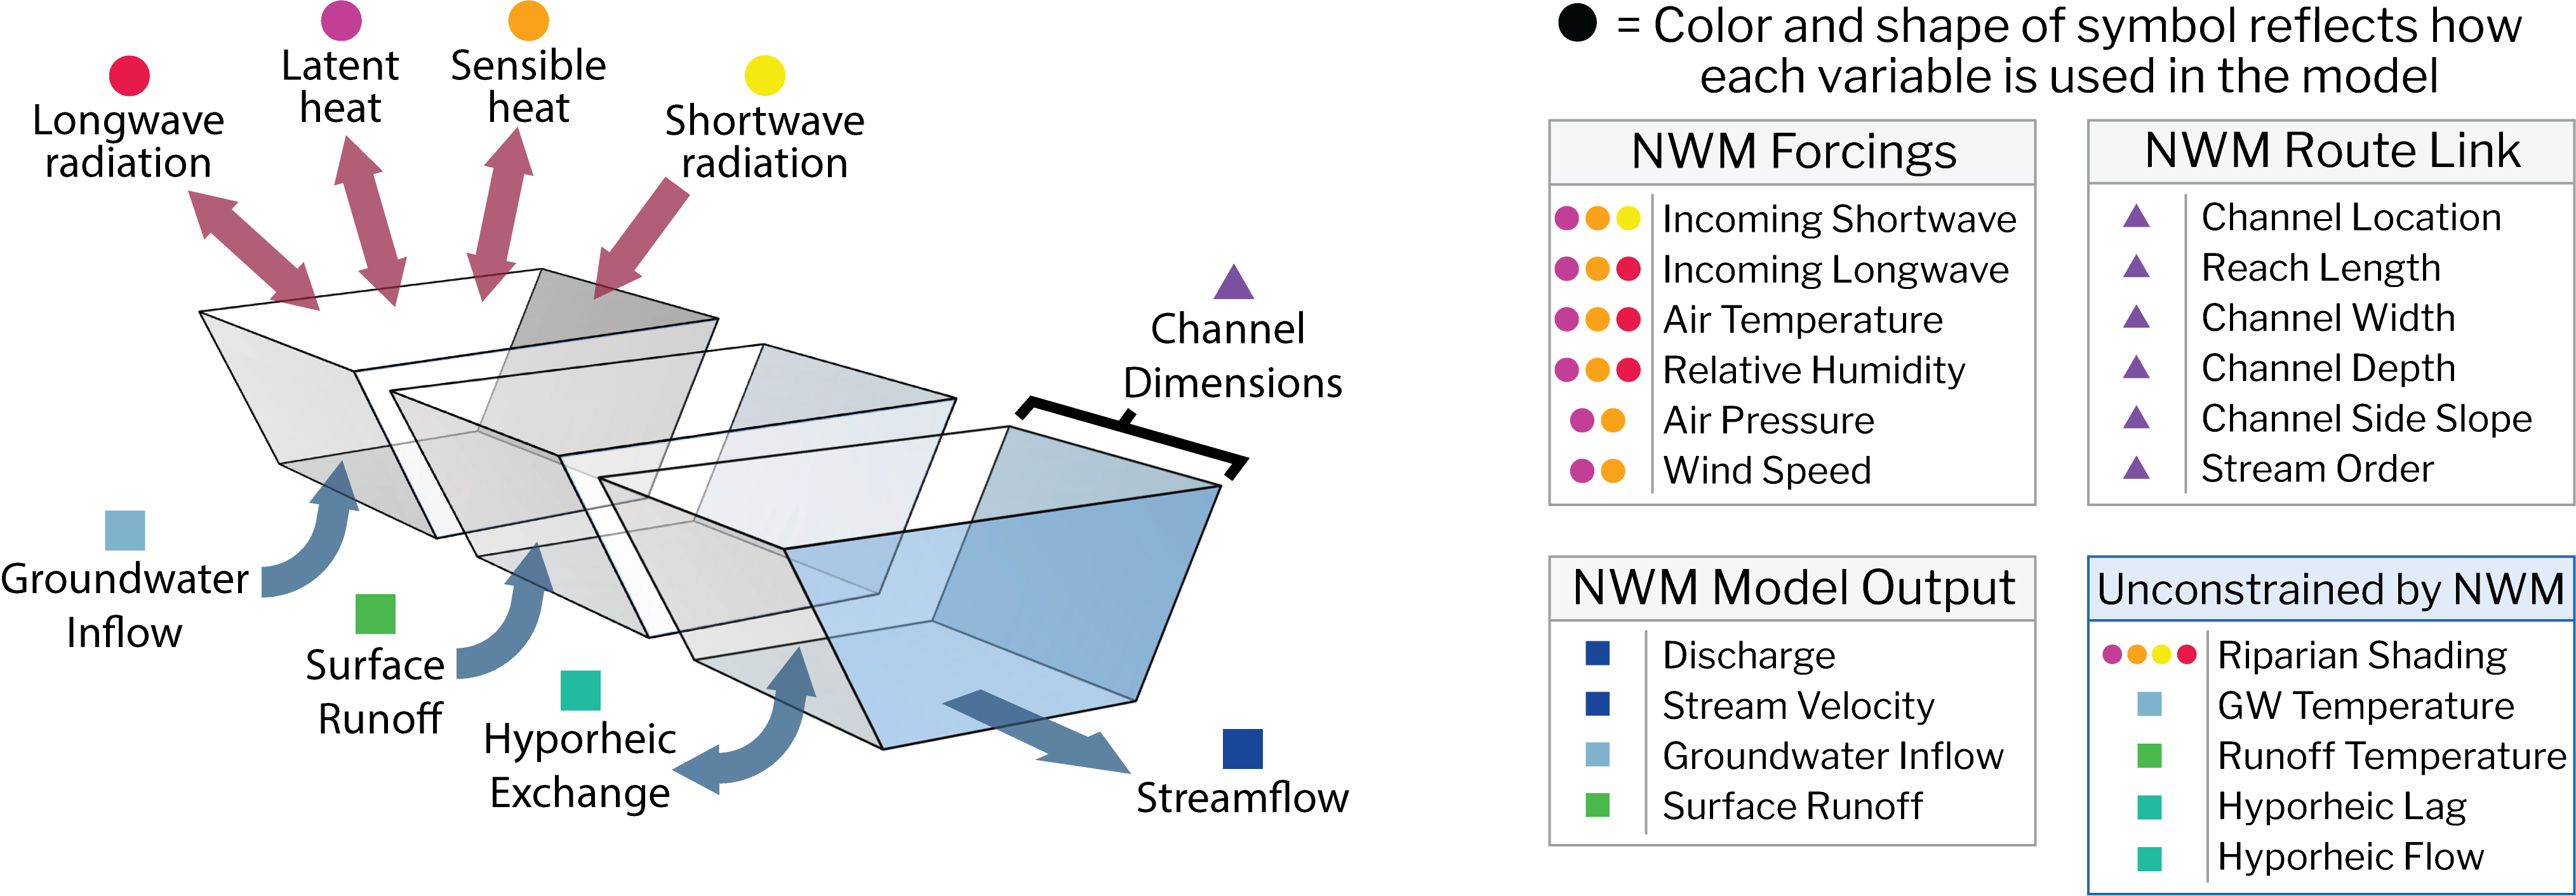 Latent
heat
Sensible
heat
Longwave
radiation
Shortwave
radiation
Channel
Dimensions
Groundwater
Inflow
Surface
Runoff
Hyporheic
Exchange
Streamflow
= Color and shape of symbol reflects how
each variable is used in the model
NWM Forcings
Incoming Shortwave
Incoming Longwave
Air Temperature
Relative Humidity
Air Pressure
Wind Speed
NWM Route Link
Channel Location
Reach Length
Channel Width
Channel Depth
Channel Side Slope
Stream Order
NWM Model Output
Discharge
Stream Velocity
Groundwater Inflow
Surface Runoff
Unconstrained by NWM
Riparian Shading
GW Temperature
Runoff Temperature
Hyporheic Lag
Hyporheic Flow